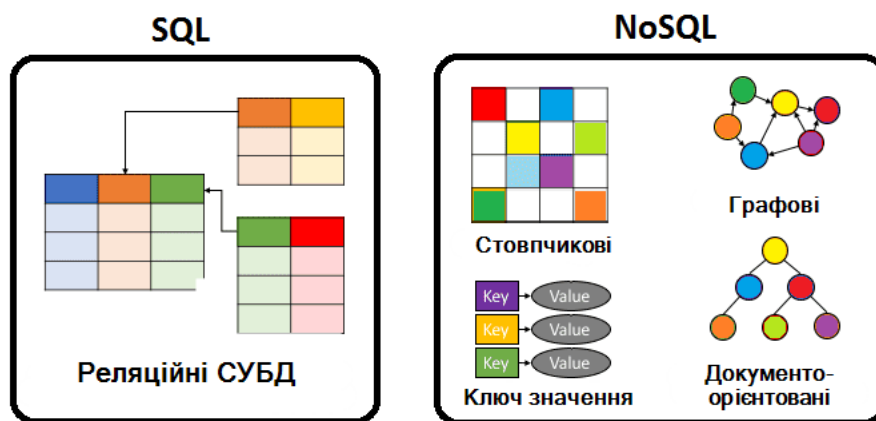 SQL
NoSQL
Реляційні СУБД
Стовпчикові
Графові
Key Value
Key Value
Key Value
Ключ значення
Документо-
орієнтовані